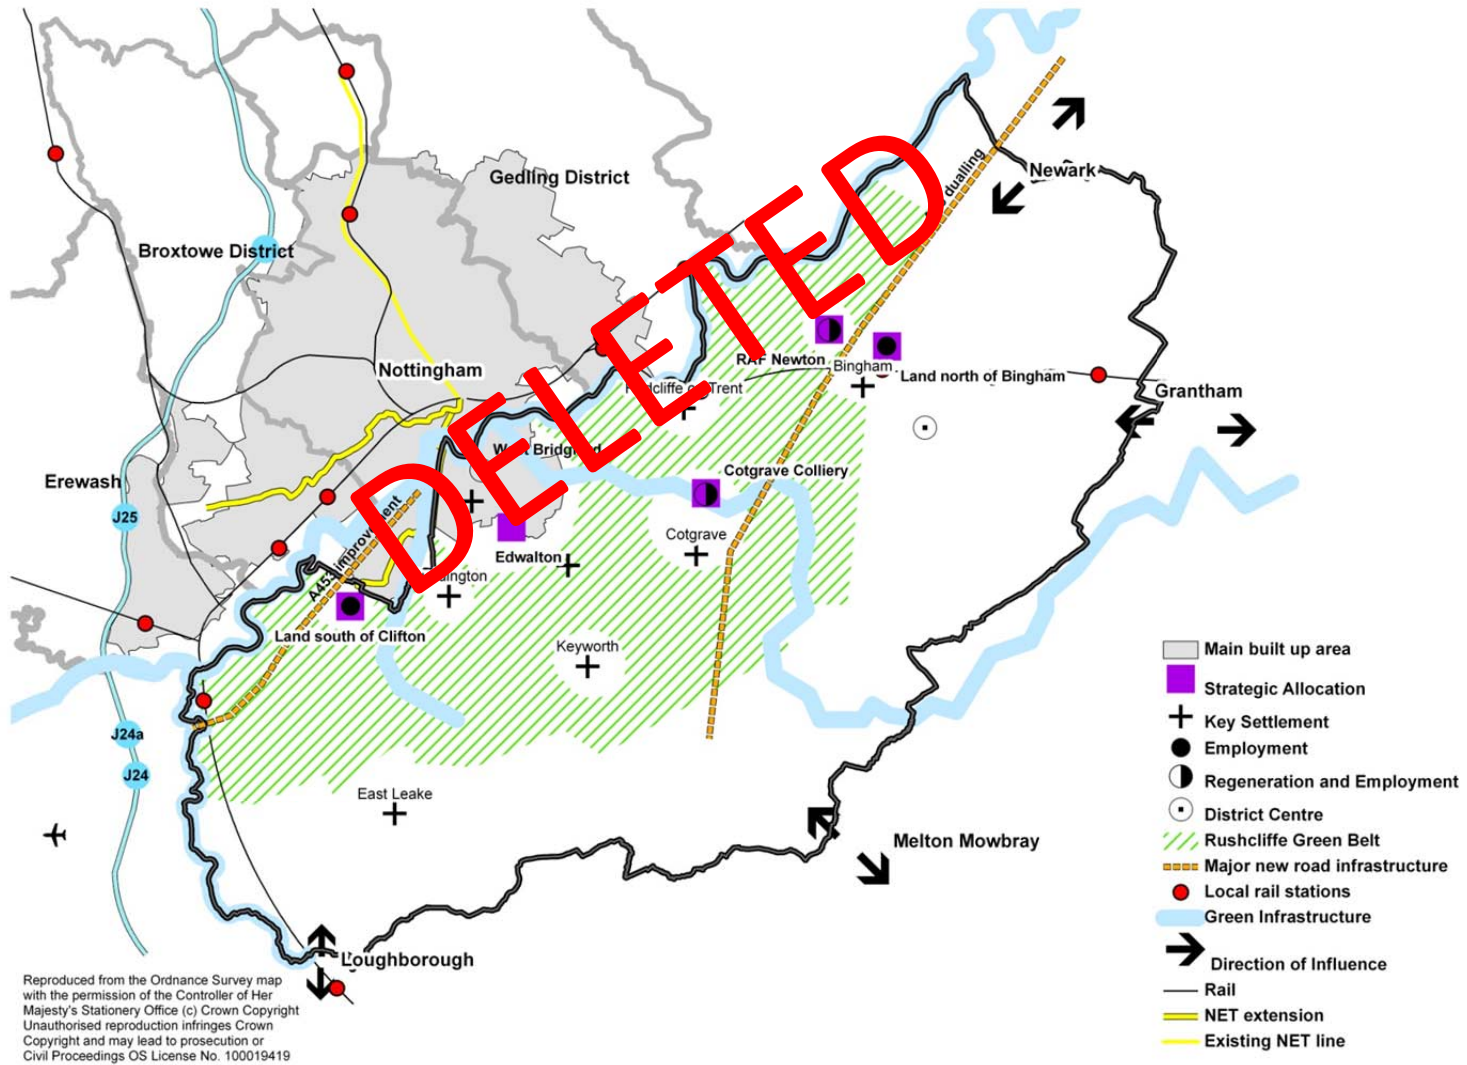 Gedling District
dualling
Newark
Broxtowe District
DELETED
Nottingham
RAF Newton
Bingham
Land north of Bingham
Grantham
Trent
Erewash
J25
Cotgrave Colliery
Cotgrave
A453 improvement
Edwalton
Land south of Clifton
Keyworth
J24a
J24
East Leake
Melton Mowbray
Loughborough
Main built up area
Strategic Allocation
Key Settlement
Employment
Regeneration and Employment
District Centre
Rushcliffe Green Belt
Major new road infrastructure
Local rail stations
Green Infrastructure
Direction of Influence
Rail
NET extension
Existing NET line
Reproduced from the Ordnance Survey map
with the permission of the Controller of Her
Majesty's Stationery Office (c) Crown Copyright
Unauthorised reproduction infringes Crown
Copyright and may lead to prosecution or
Civil Proceedings OS License No. 100019419